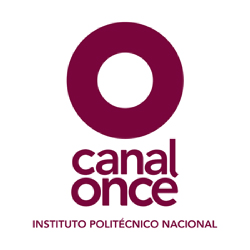 canal
once
INSTITUTO POLITÉCNICO NACIONAL